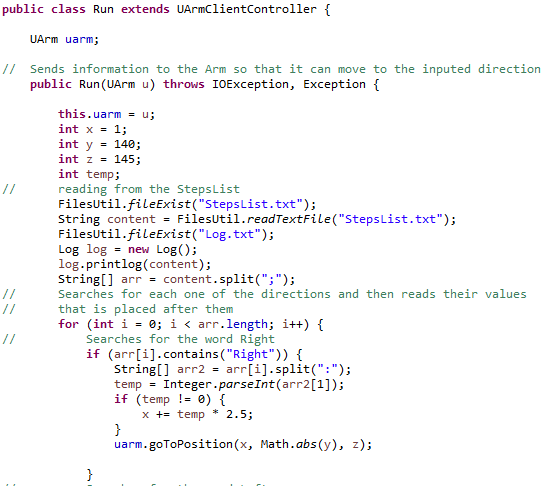 public class Run extends UArmClientController {
UArm uarm;
// Sends information to the Arm so that it can move to the inputed direction
public Run(UArm u) throws IOException, Exception {
this.uarm = u;
int x = 1;
int y = 140;
int z = 145;
int temp;
// reading from the StepsList
FilesUtil.fileExist("StepsList.txt");
String content = FilesUtil.readTextFile("StepsList.txt");
FilesUtil.fileExist("Log.txt");
Log log = new Log();
log.printlog(content);
String[] arr = content.split(";");
// Searches for each one of the directions and then reads their values
// that is placed after them
for (int i = 0; i < arr.length; i++) {
// Searches for the word Right
if (arr[i].contains("Right")) {
String[] arr2 = arr[i].split(":");
temp = Integer.parseInt(arr2[1]);
if (temp != 0) {
x += temp * 2.5;
}
uarm.goToPosition(x, Math.abs(y), z);
}